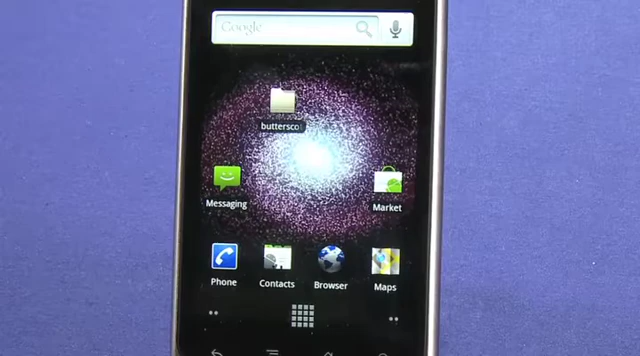 Google
buttersco
Messaging
Market
Phone
Contacts
Browser
Maps